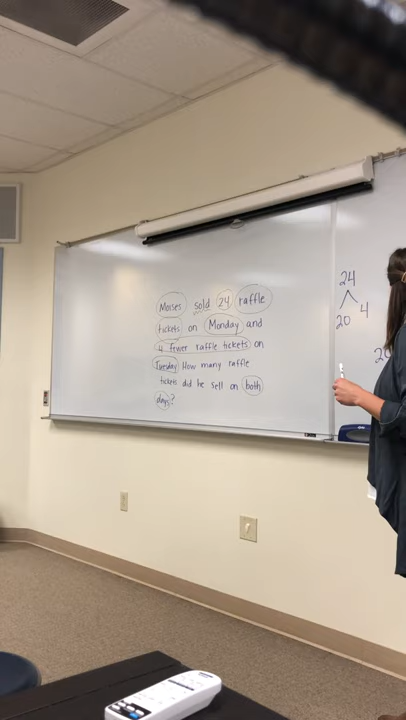 Moises sold 24 raffle
tickets on Monday and
4 fewer raffle tickets on
Tuesday How many raffle
tickets did he sell on both
days?
24
20 4
20